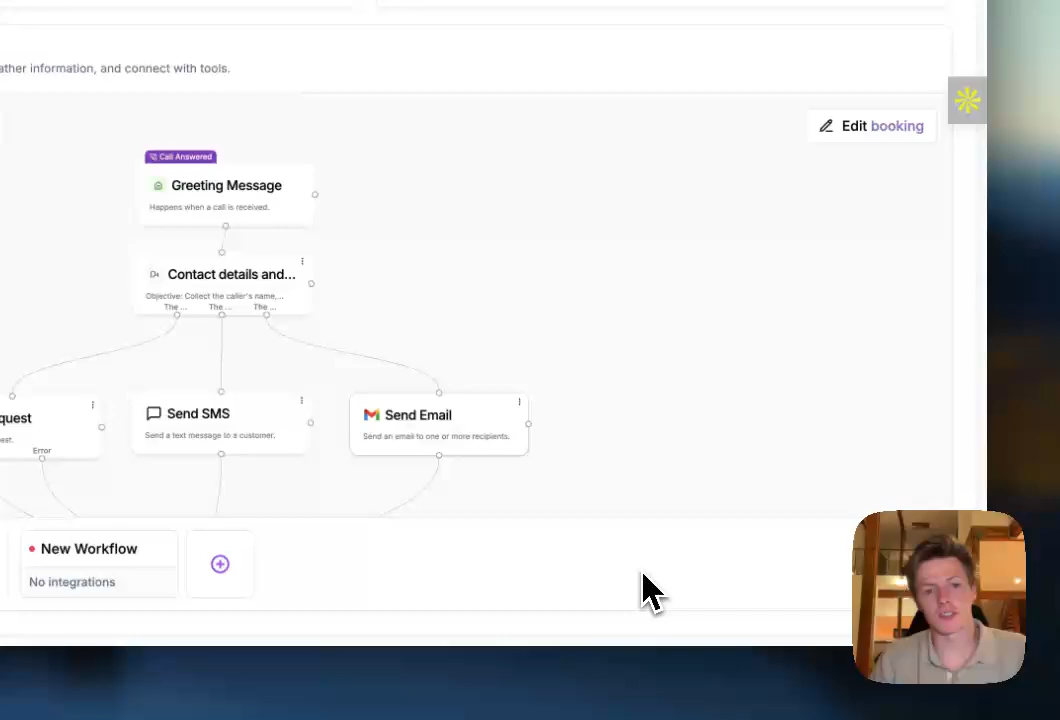 ather information, and connect with tools.
Edit booking
Call Answered
Greeting Message
Happens when a call is received.
Contact details and...
Objective: Collect the caller's name,...
The ... The ... The ...
quest
est.
Error
Send SMS
Send a text message to a customer.
Send Email
Send an email to one or more recipients.
New Workflow
No integrations